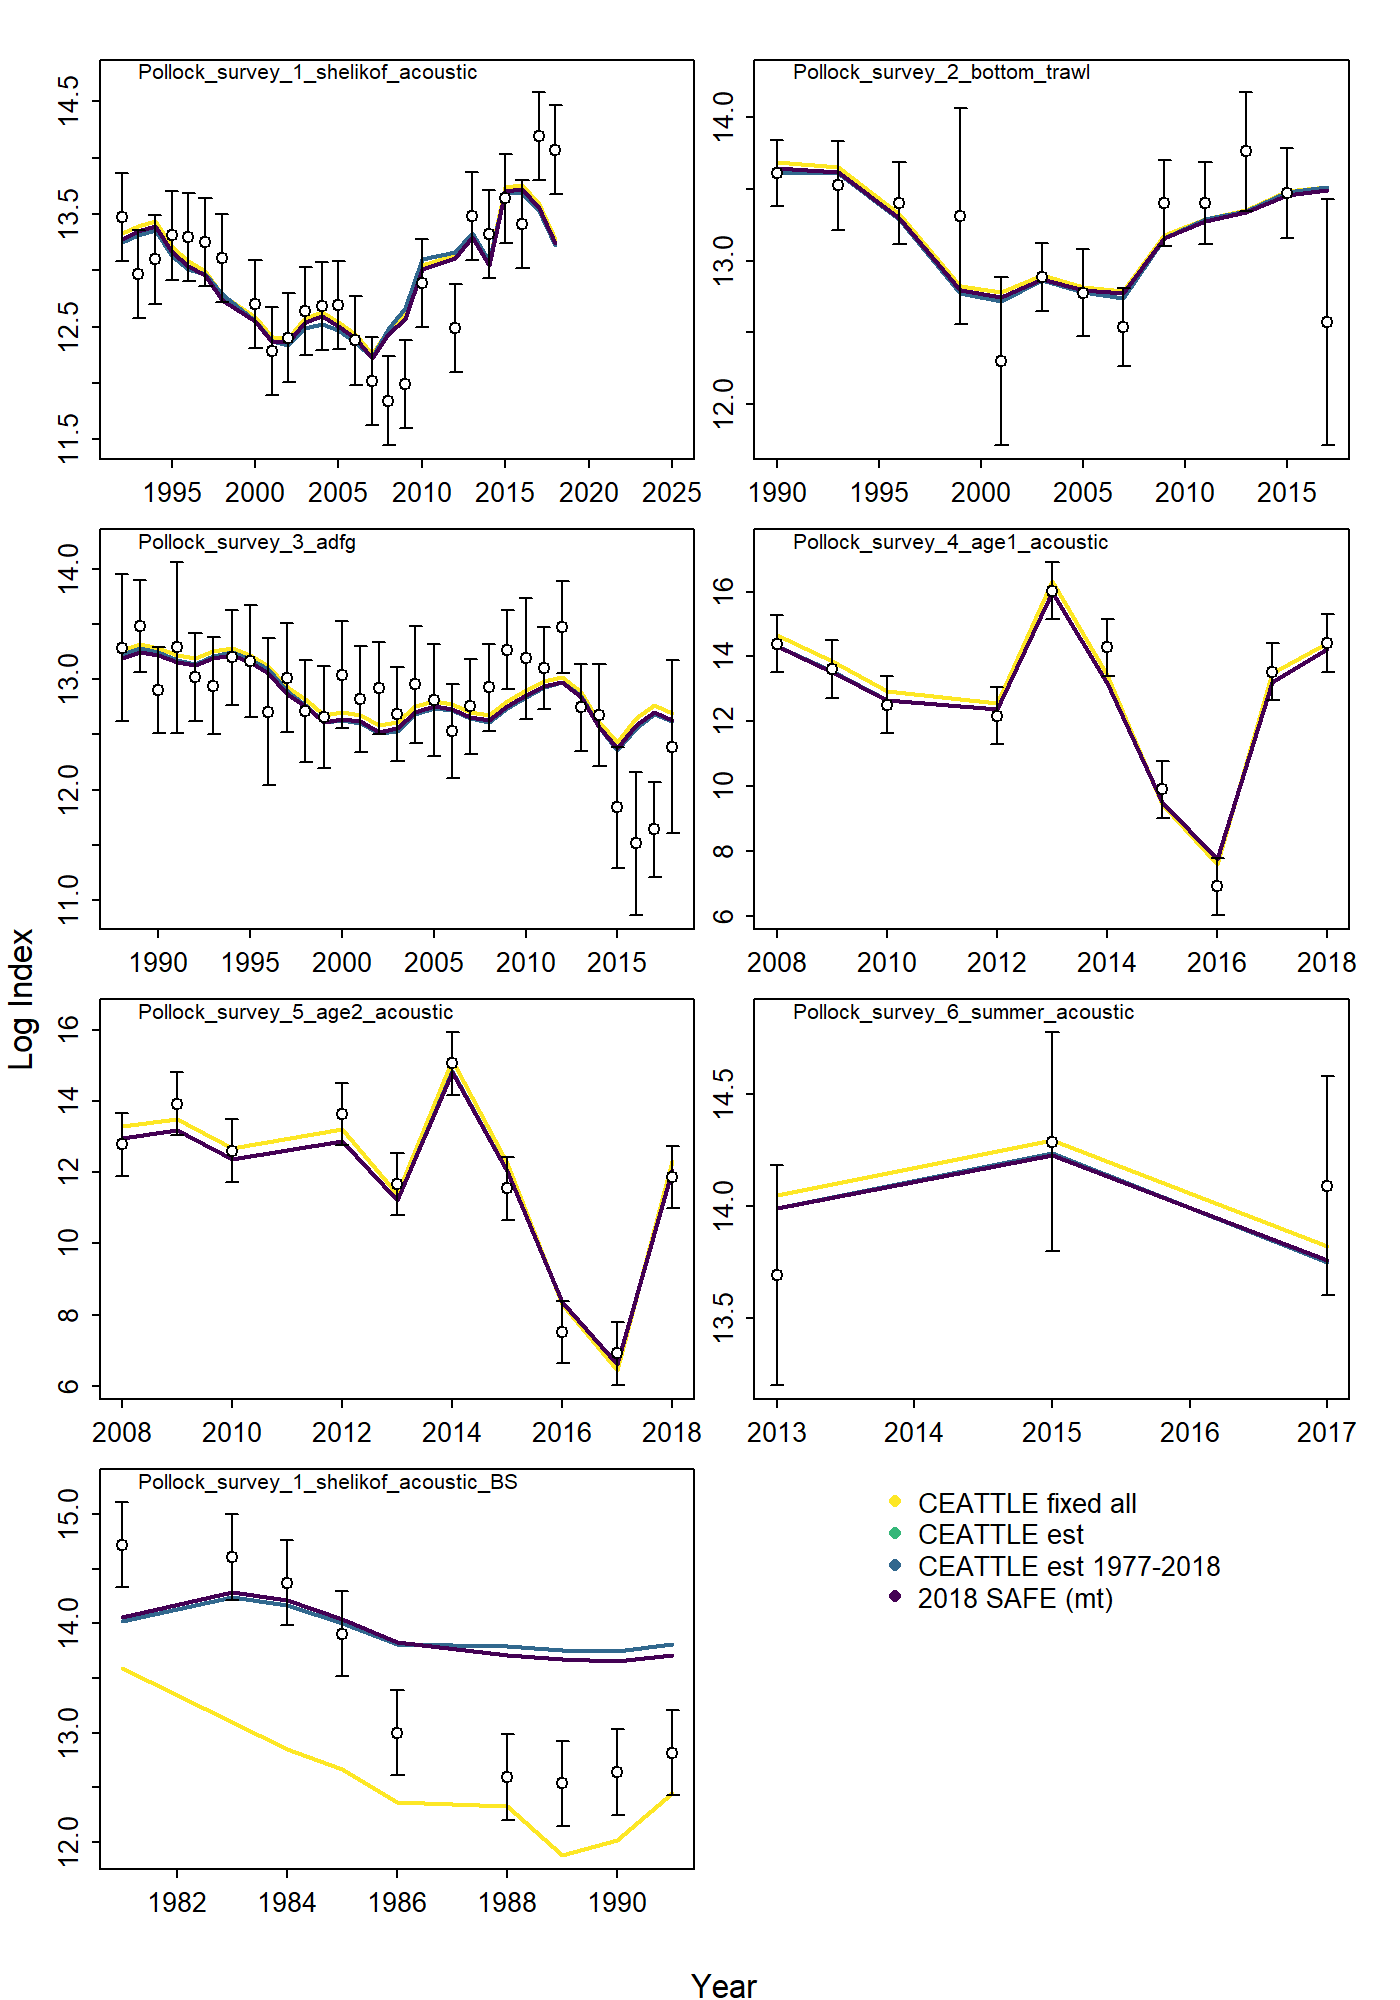 Pollock_survey_1_shelikof_acoustic
14.5
13.5
12.5
11.5
1995 2000 2005 2010 2015 2020 2025
Pollock_survey_2_bottom_trawl
14.0
13.0
12.0
1990 1995 2000 2005 2010 2015
Pollock_survey_3_adfg
14.0
13.0
12.0
11.0
1990 1995 2000 2005 2010 2015
Pollock_survey_4_age1_acoustic
16
14
12
10
8
6
2008 2010 2012 2014 2016 2018
Log Index
Pollock_survey_5_age2_acoustic
16
14
12
10
8
6
2008 2010 2012 2014 2016 2018
Pollock_survey_6_summer_acoustic
14.5
14.0
13.5
2013 2014 2015 2016 2017
Pollock_survey_1_shelikof_acoustic_BS
15.0
14.0
13.0
12.0
1982 1984 1986 1988 1990
CEATTLE fixed all
CEATTLE est
CEATTLE est 1977-2018
2018 SAFE (mt)
Year